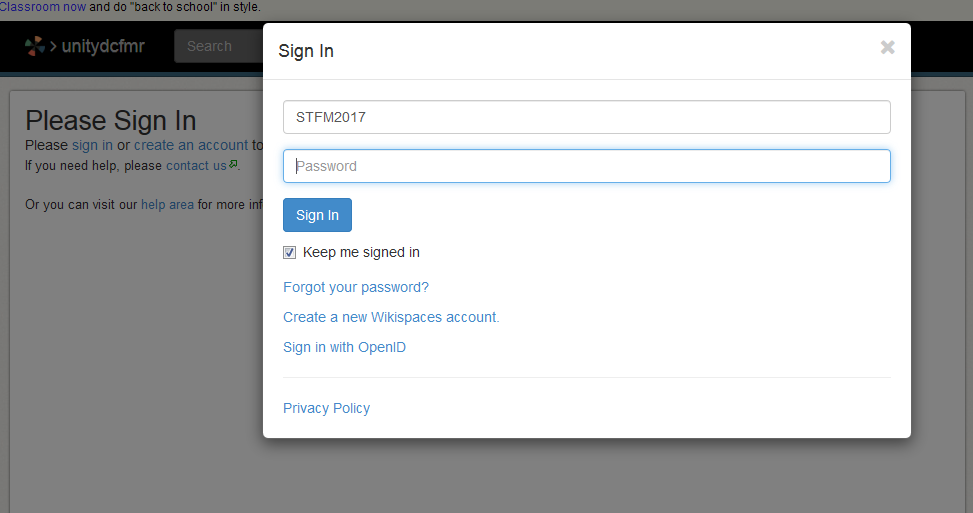 Classroom now and do "back to school" in style.
unitydcfmr
Search
Sign In
Please Sign In
Please sign in or create an account to
If you need help, please contact us.
Or you can visit our help area for more
STFM2017
Password
Sign In
Keep me signed in
Forgot your password?
Create a new Wikispaces account.
Sign in with OpenID
Privacy Policy